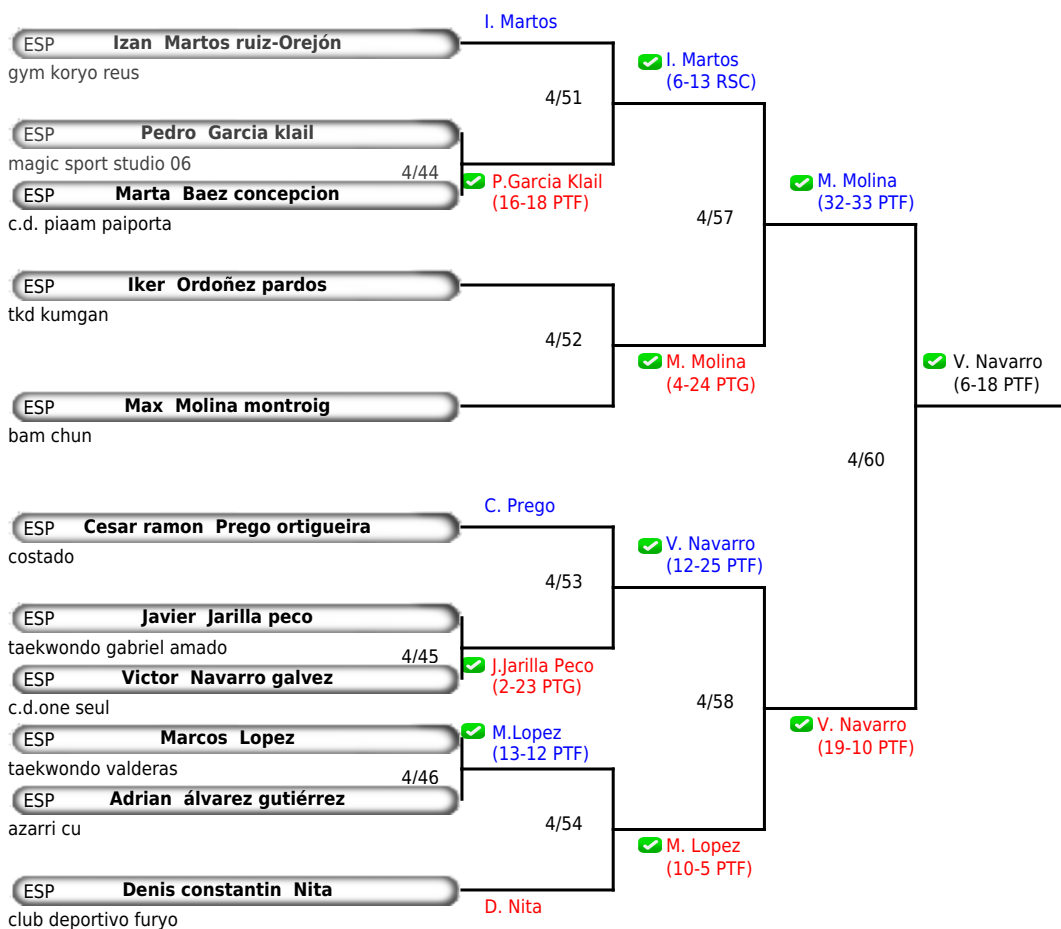 I. Martos
ESP Izan Martos ruiz-Orejón
gym koryo reus
I. Martos
(6-13 RSC)
4/51
ESP Pedro Garcia klail
magic sport studio 06
4/44
P.Garcia Klail
(16-18 PTF)
ESP Marta Baez concepcion
c.d. piaam paiporta
M. Molina
(32-33 PTF)
4/57
ESP Iker Ordoñez pardos
tkd kumgan
4/52
M. Molina
(4-24 PTG)
V. Navarro
(6-18 PTF)
ESP Max Molina montroig
bam chun
4/60
C. Prego
ESP Cesar ramon Prego ortigueira
costado
V. Navarro
(12-25 PTF)
4/53
ESP Javier Jarilla peco
taekwondo gabriel amado
4/45
J.Jarilla Peco
(2-23 PTG)
ESP Victor Navarro galvez
c.d.one seul
4/58
V. Navarro
(19-10 PTF)
M.Lopez
(13-12 PTF)
ESP Marcos Lopez
taekwondo valderas
4/46
ESP Adrian álvarez gutiérrez
azarri cu
4/54
M. Lopez
(10-5 PTF)
ESP Denis constantin Nita
D. Nita
club deportivo furyo